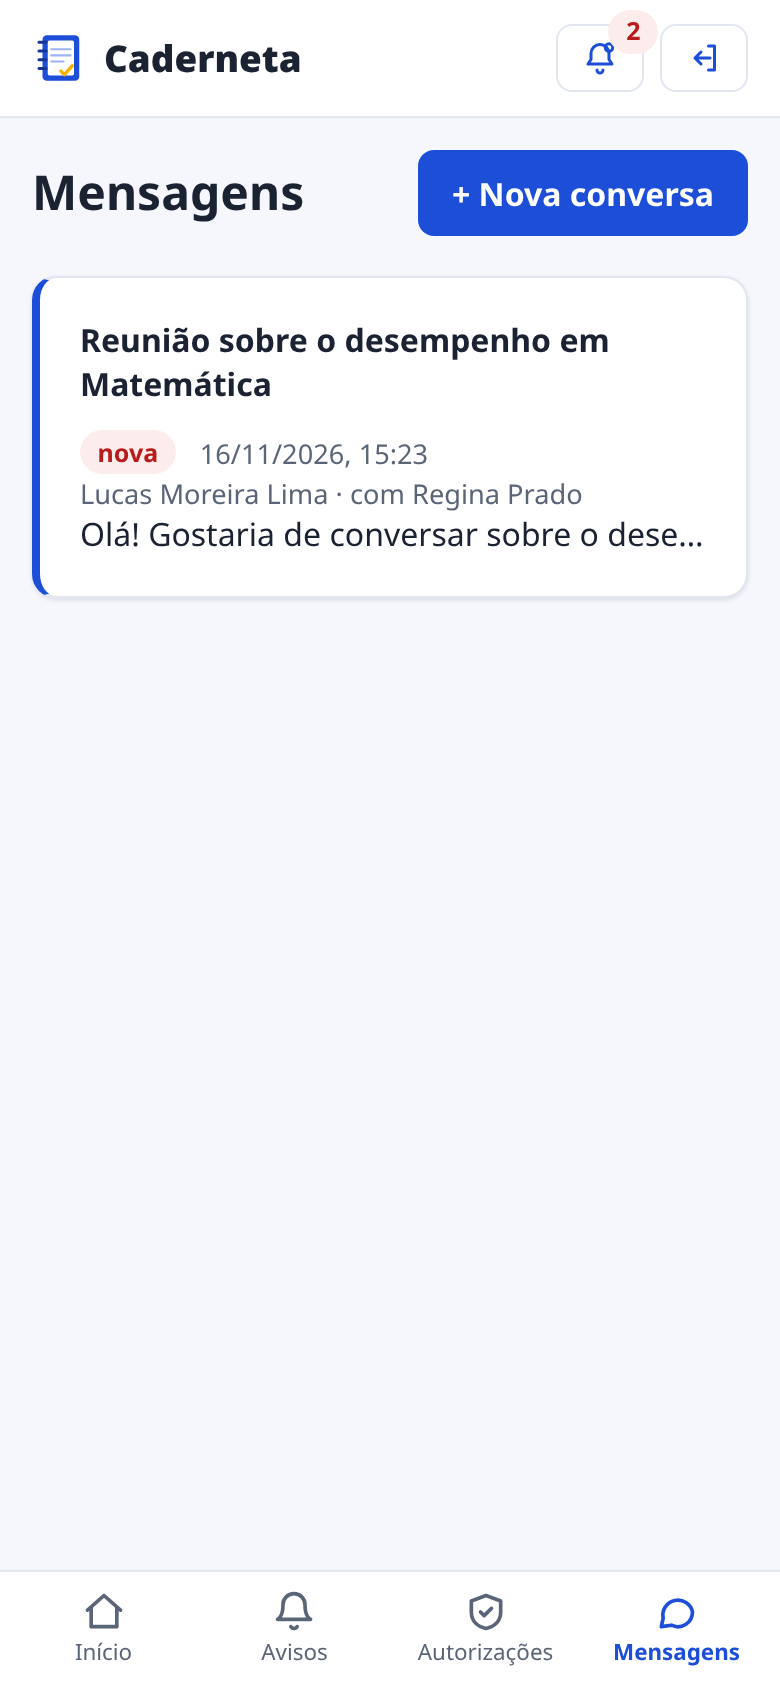 Caderneta
2
Mensagens
+ Nova conversa
Reunião sobre o desempenho em
Matemática
nova 16/11/2026, 15:23
Lucas Moreira Lima · com Regina Prado
Olá! Gostaria de conversar sobre o dese...
Início
Avisos
Autorizações
Mensagens